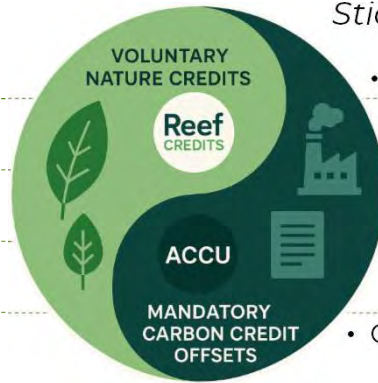 VOLUNTARY
NATURE CREDITS
Reef
CREDITS
ACCU
MANDATORY
CARBON CREDIT
OFFSETS